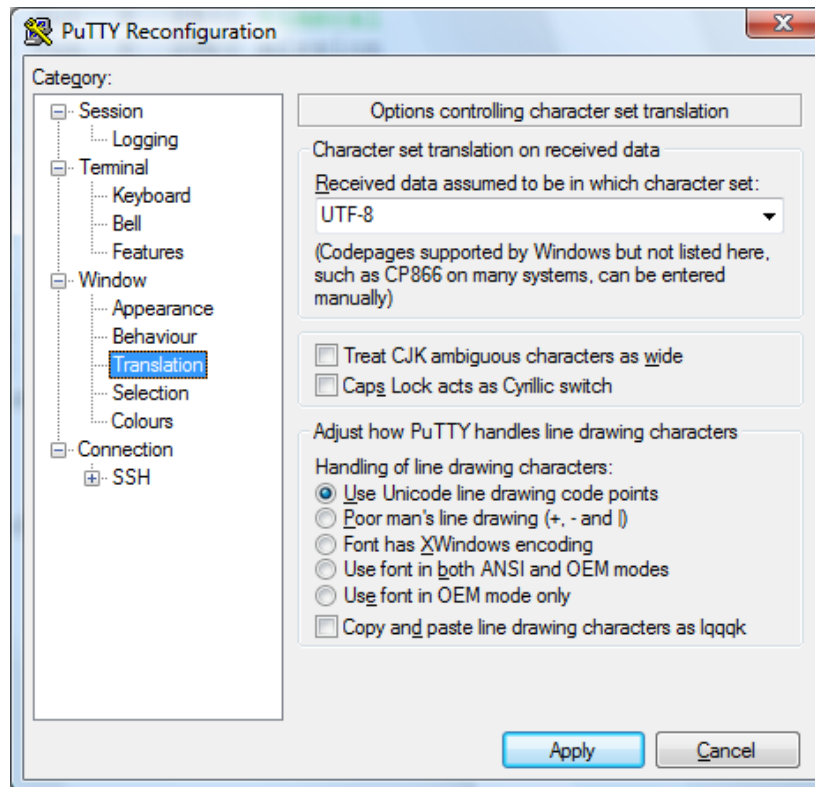 PuTTY Reconfiguration
Category:
Session
Logging
Terminal
Keyboard
Bell
Features
Window
Appearance
Behaviour
Translation
Selection
Colours
Connection
SSH
Options controlling character set translation
Character set translation on received data
Received data assumed to be in which character set:
UTF-8
(Codepages supported by Windows but not listed here,
such as CP866 on many systems, can be entered
manually)
Treat CJK ambiguous characters as wide
Caps Lock acts as Cyrillic switch
Adjust how PuTTY handles line drawing characters
Handling of line drawing characters:
Use Unicode line drawing code points
Poor man's line drawing (+, - and |)
Font has XWindows encoding
Use font in both ANSI and OEM modes
Use font in OEM mode only
Copy and paste line drawing characters as lqqqk
Apply
Cancel